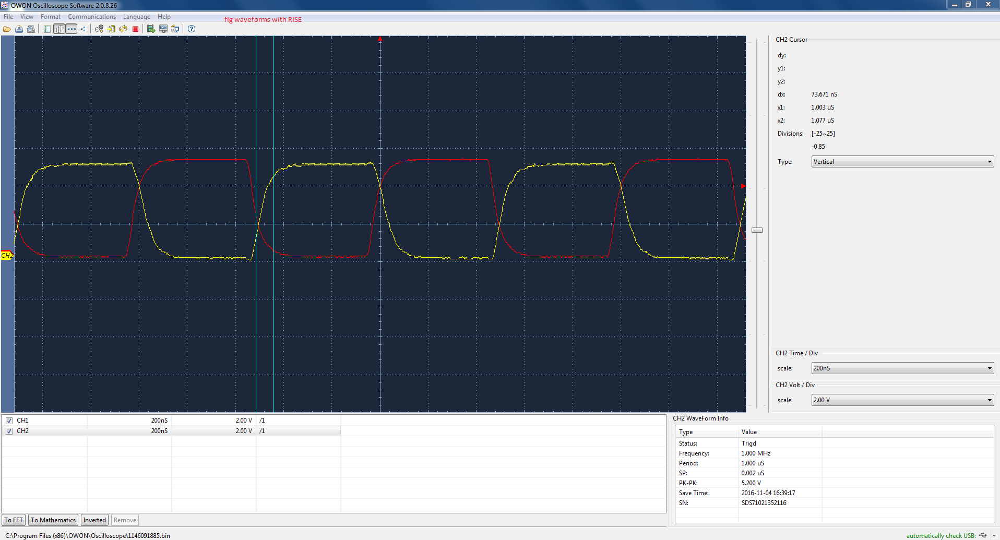 OWON Oscilloscope Software 2.0.8.26
File View Format Communications Language Help
fig waveforms with RISE
CH2 Cursor
dy:
y1:
y2:
dx: 73.671 nS
x1: 1.003 uS
x2: 1.077 uS
Divisions: [-25~25]
-0.85
Type: Vertical
CH2
CH2 Time / Div
scale: 200nS
CH2 Volt / Div
scale: 2.00 V
CH1 200nS 2.00 V /1
CH2 200nS 2.00 V /1
CH2 WaveForm Info
Type Value
Status: Trigd
Frequency: 1.000 MHz
Period: 1.000 uS
SP: 0.002 uS
PK-PK: 5.200 V
Save Time: 2016-11-04 16:39:17
SN: SDS71021352116
To FFT To Mathematics Inverted Remove
C:\Program Files (x86)\OWON\Oscilloscope\1146091885.bin
automatically check USB: